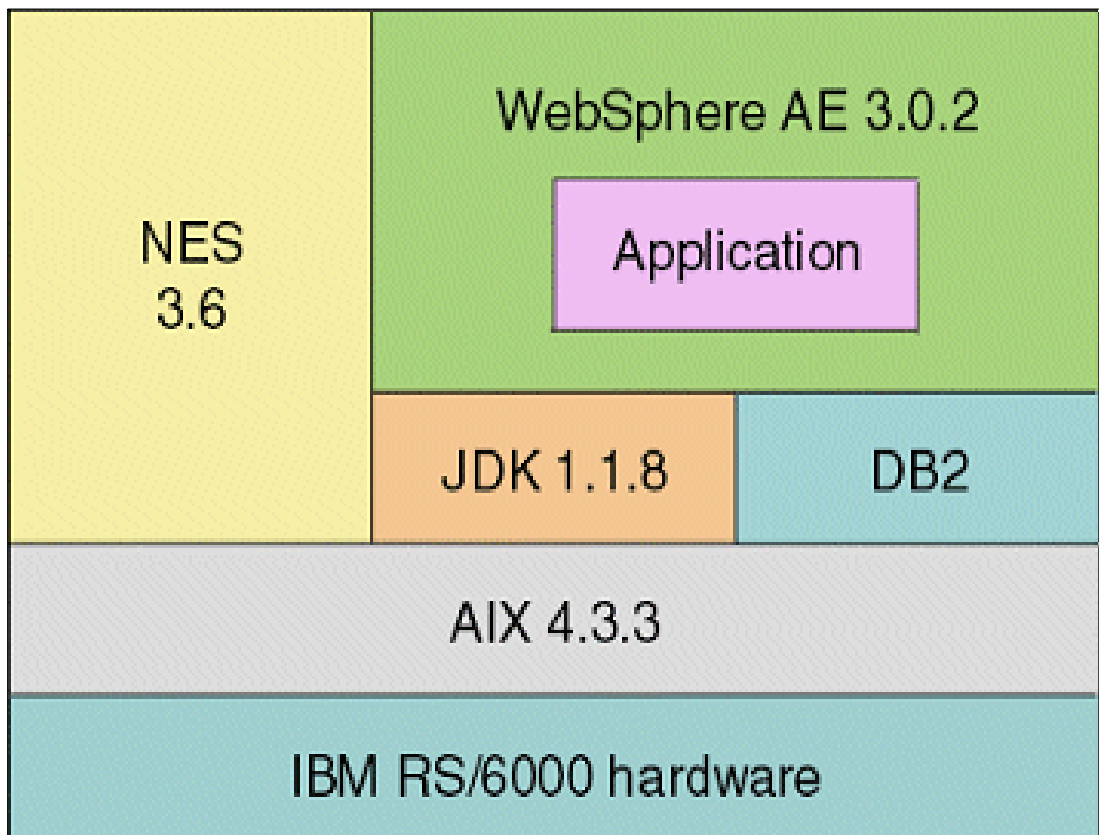 WebSphere AE 3.0.2
NES
3.6
Application
JDK 1.1.8
DB2
AIX 4.3.3
IBM RS/6000 hardware